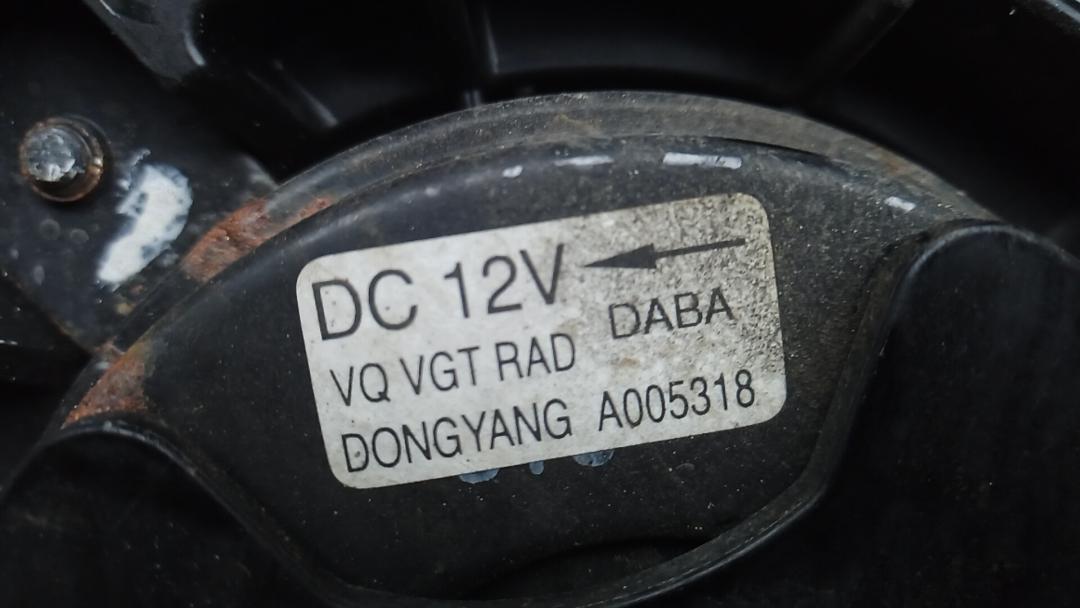 DC 12V
VQ VGT RAD DABA
DONGYANG A005318